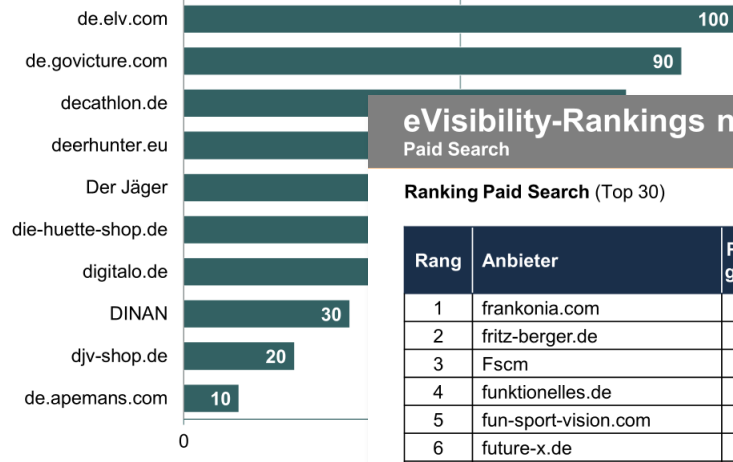 de.elv.com 100
de.govicture.com 90
decathlon.de
deerhunter.eu
Der Jäger
die-huette-shop.de
digitalo.de
DINAN 30
djv-shop.de 20
de.apemans.com 10
0
eVisibility-Rankings
Paid Search
Ranking Paid Search (Top 30)
Rang Anbieter
1 frankonia.com
2 fritz-berger.de
3 Fscm
4 funktionelles.de
5 fun-sport-vision.com
6 future-x.de